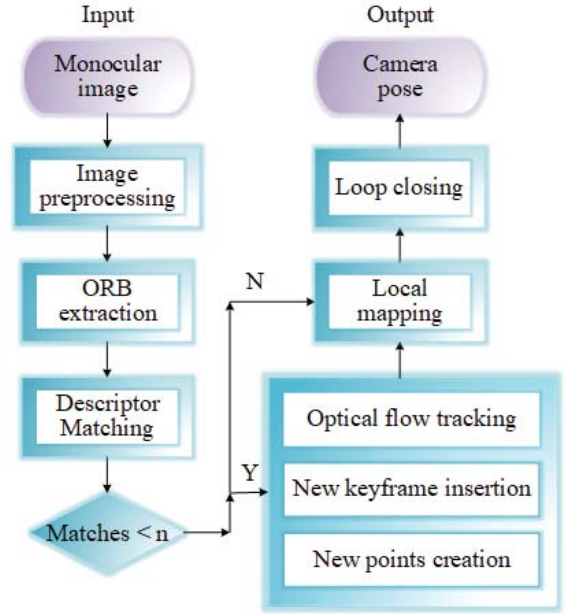 Input
Monocular
image
Image
preprocessing
ORB
extraction
Descriptor
Matching
Matches < n
N
Y
Output
Camera
pose
Loop closing
Local
mapping
Optical flow tracking
New keyframe insertion
New points creation